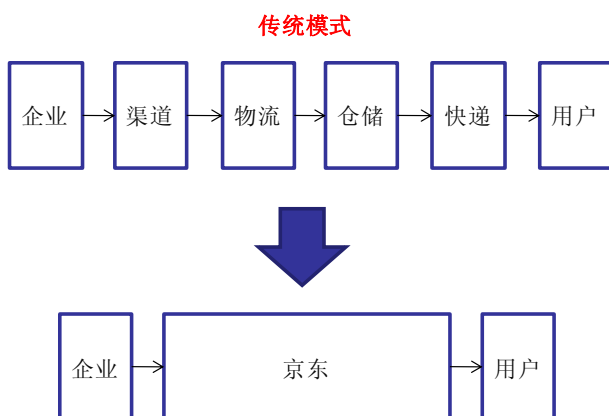 传统模式
企业 渠道 物流 仓储 快递 用户
企业 京东 用户